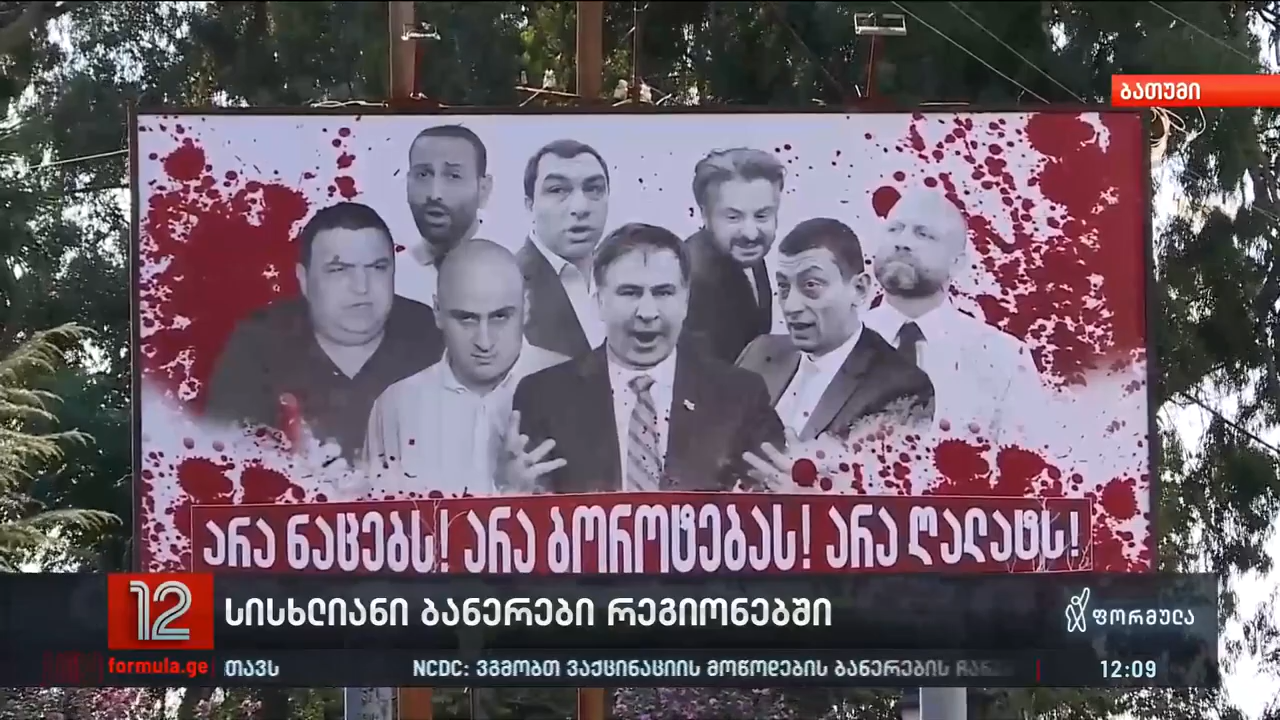 ბათუმი
არა ნაცებს! არა ბოროტებას! არა ღალატს!
12
სისხლიანი ბანერები რეგიონებში
ფორმულა
formula.ge
თავს
NCDC: ვგმობთ ვაქცინაციის მოწოდების ბანერების
12:09